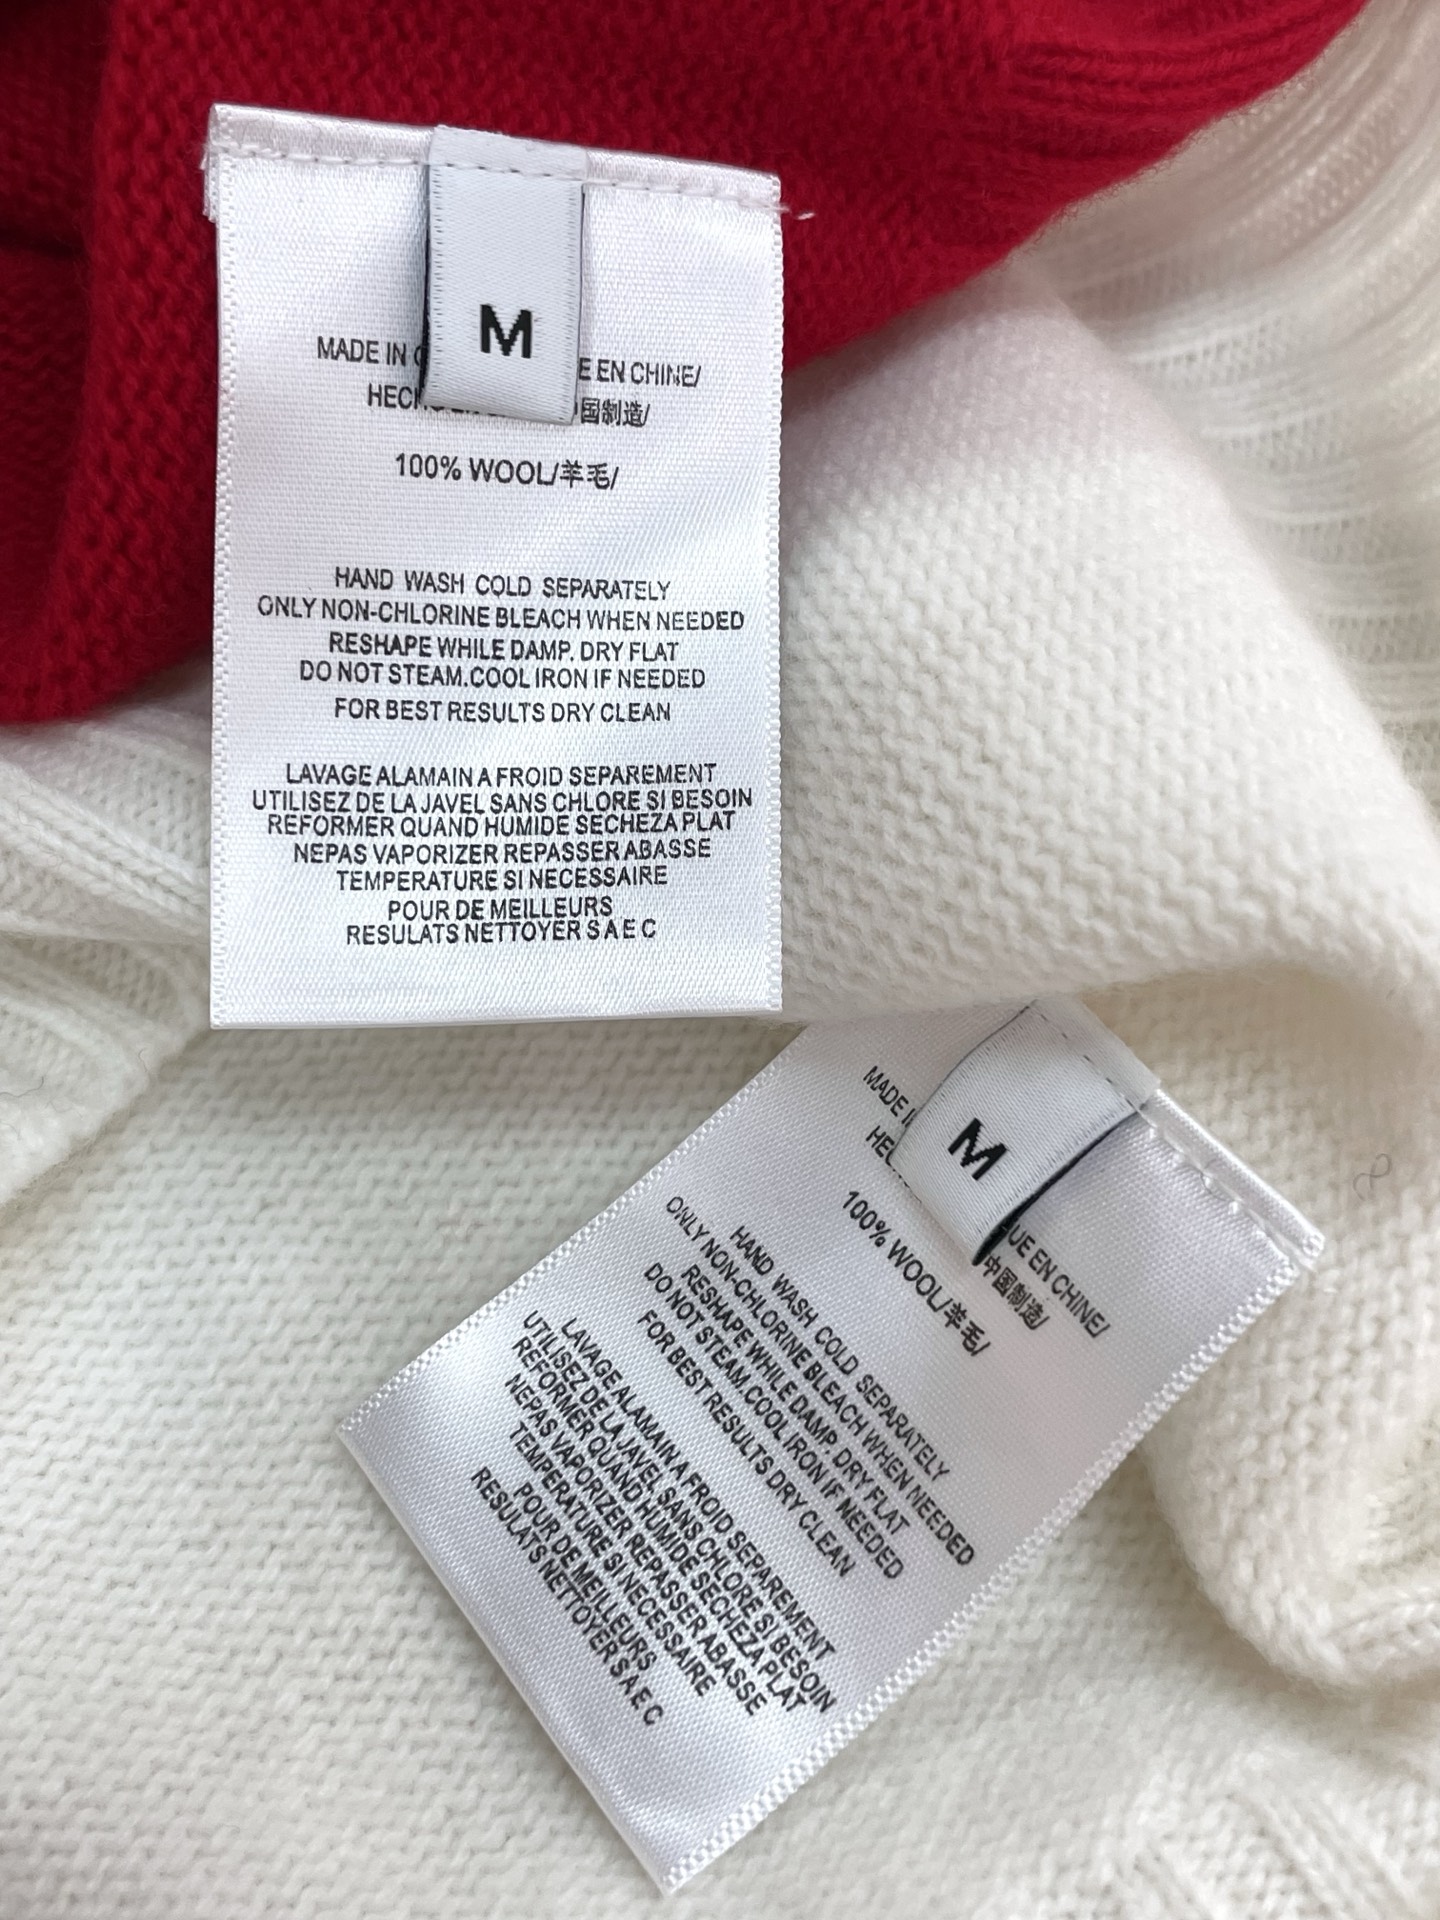 M
MADE IN
E EN CHINE/
国制造/
100% WOOL/羊毛/
HAND WASH COLD SEPARATELY
ONLY NON-CHLORINE BLEACH WHEN NEEDED
RESHAPE WHILE DAMP. DRY FLAT
DO NOT STEAM.COOL IRON IF NEEDED
FOR BEST RESULTS DRY CLEAN
LAVAGE ALAMAIN A FROID SEPAREMENT
UTILISEZ DE LA JAVEL SANS CHLORE SI BESOIN
REFORMER QUAND HUMIDE SECHEZA PLAT
NEPAS VAPORIZER REPASSER ABASSE
TEMPERATURE SI NECESSAIRE
POUR DE MEILLEURS
RESULATS NETTOYER S A E C
M
MADE
UE EN CHINE/
中国制造/
100% WOOL/羊毛/
HAND WASH COLD SEPARATELY
ONLY NON-CHLORINE BLEACH WHEN NEEDED
RESHAPE WHILE DAMP. DRY FLAT
DO NOT STEAM.COOL IRON IF NEEDED
FOR BEST RESULTS DRY CLEAN
LAVAGE ALAMAIN A FROID SEPAREMENT
UTILISEZ DE LA JAVEL SANS CHLORE SI BESOIN
REFORMER QUAND HUMIDE SECHEZA PLAT
NEPAS VAPORIZER REPASSER ABASSE
TEMPERATURE SI NECESSAIRE
POUR DE MEILLEURS
RESULATS NETTOYER S A E C